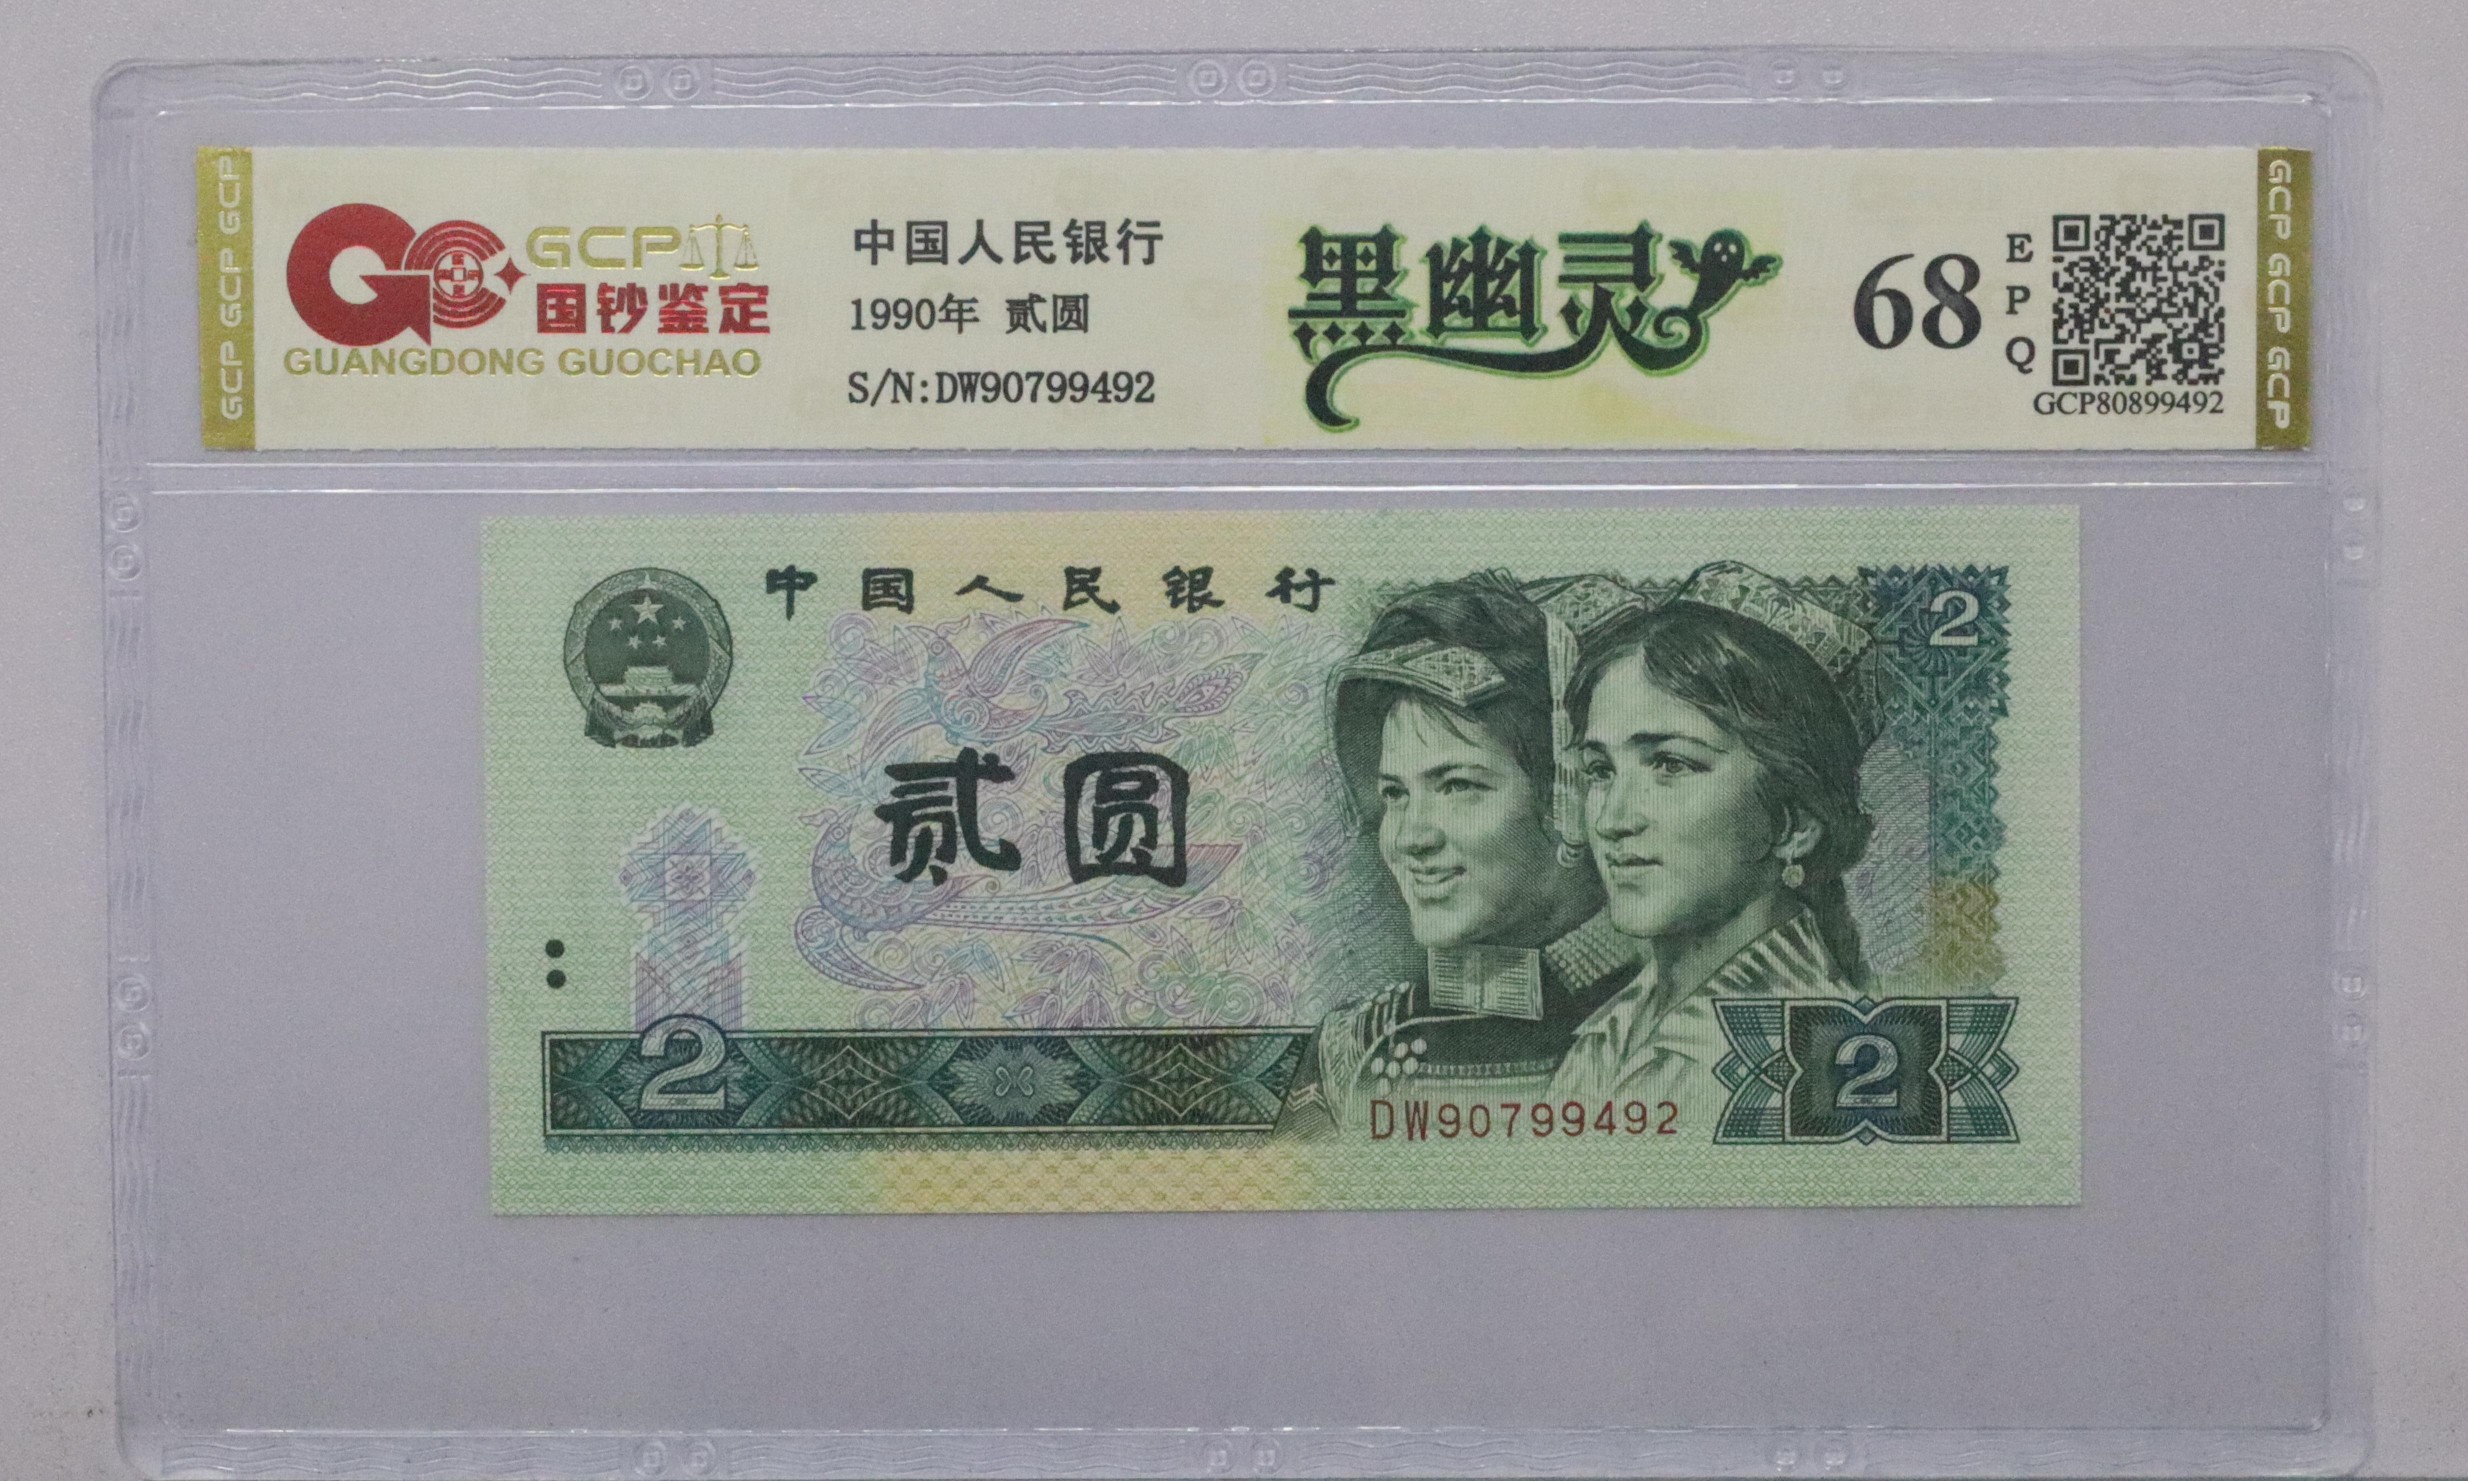 GCP
国钞鉴定
GUANGDONG GUOCHAO
中国人民银行
1990年 贰圆
S/N:DW90799492
黑幽灵
68
EPQ
GCP80899492
GCP GCP GCP
GCP GCP GCP
中国人民银行
2
贰圆
2
2
DW90799492